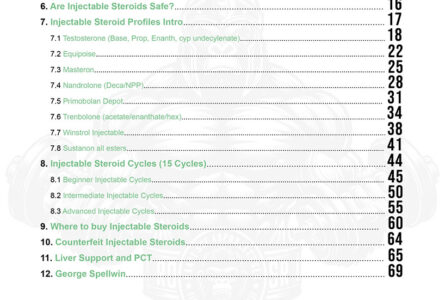 6. Are Injectable Steroids Safe? 16
7. Injectable Steroid Profiles Intro 17
7.1 Testosterone (Base, Prop, Enanth, cyp undecylenate) 18
7.2 Equipoise 22
7.3 Masteron 25
7.4 Nandrolone (Deca/NPP) 28
7.5 Primobolan Depot 31
7.6 Trenbolone (acetate/enanthate/hex) 34
7.7 Winstrol Injectable 38
7.8 Sustanon all esters 41
8. Injectable Steroid Cycles (15 Cycles) 44
8.1 Beginner Injectable Cycles 45
8.2 Intermediate Injectable Cycles 50
8.3 Advanced Injectable Cycles 55
9. Where to buy Injectable Steroids 60
10. Counterfeit Injectable Steroids 64
11. Liver Support and PCT 65
12. George Spellwin 69